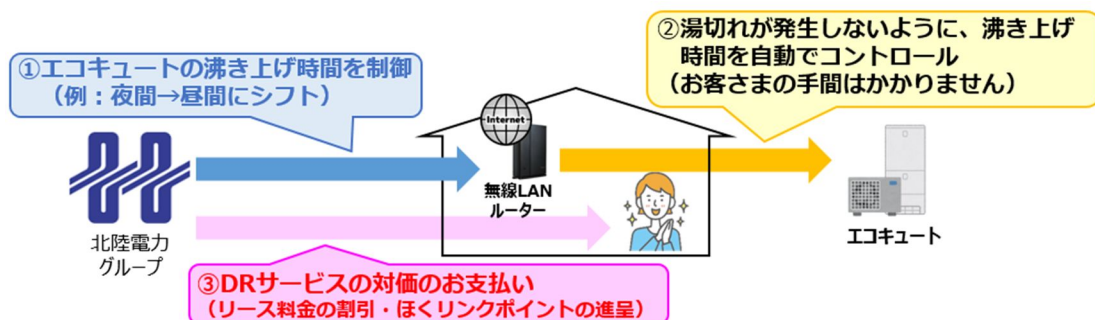 ①エコキュートの沸き上げ時間を制御
（例：夜間→昼間にシフト）
②湯切れが発生しないように、沸き上げ
時間を自動でコントロール
（お客さまの手間はかかりません）
Internet
無線LAN
ルーター
北陸電力
グループ
エコキュート
③DRサービスの対価のお支払い
（リース料金の割引・ほくリンクポイントの進呈）